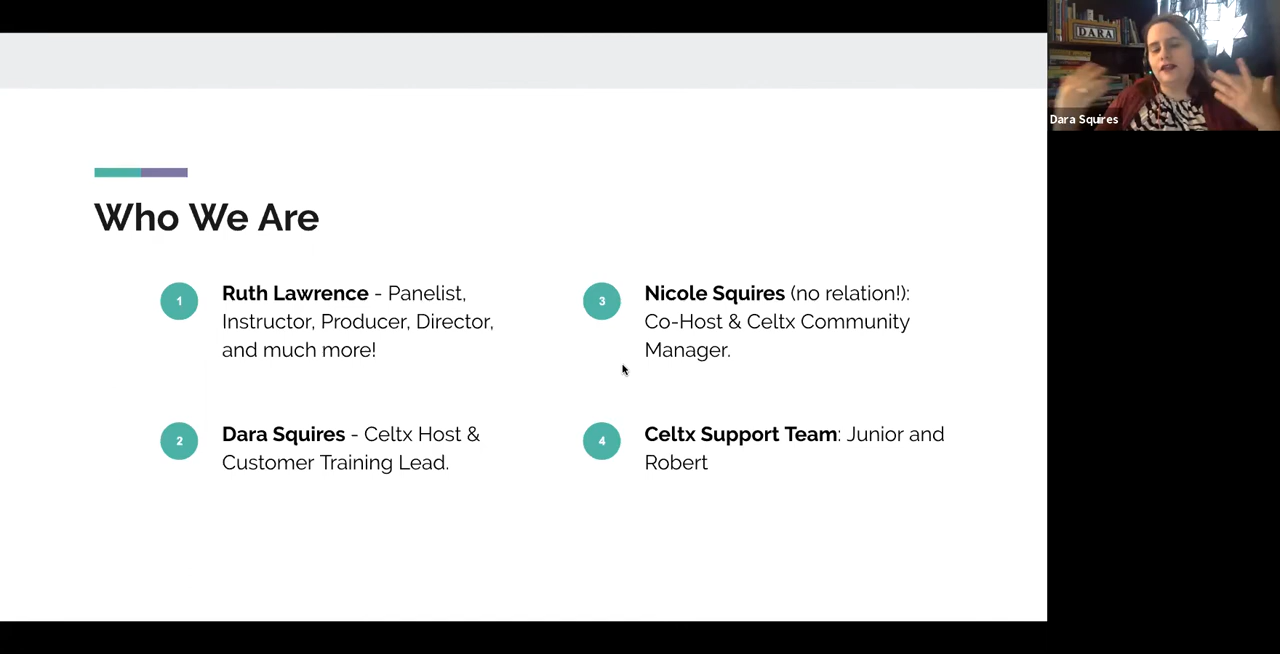 Who We Are
1
Ruth Lawrence - Panelist,
Instructor, Producer, Director,
and much more!
2
Dara Squires - Celtx Host &
Customer Training Lead.
3
Nicole Squires (no relation!):
Co-Host & Celtx Community
Manager.
4
Celtx Support Team: Junior and
Robert
DARA
Dara Squires